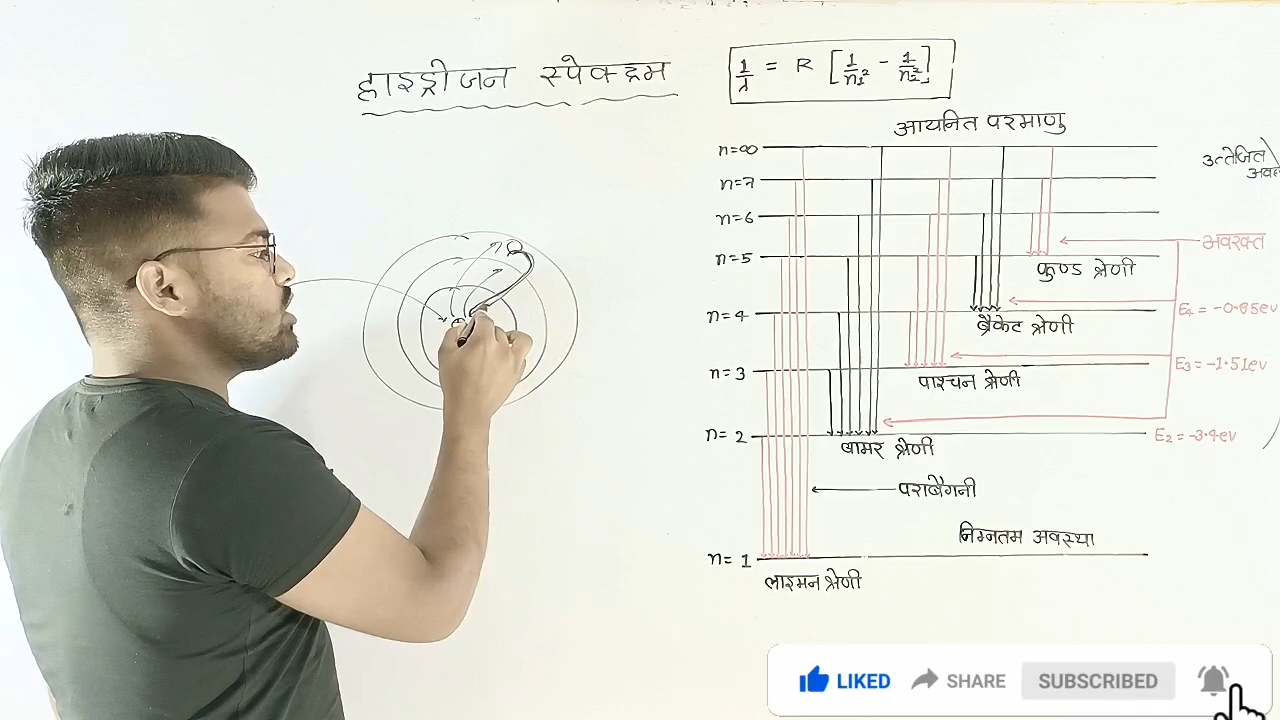 हाइड्रोजन स्पेक्ट्रम
1/λ = R [1/n₁² - 1/n₂²]
आयनित परमाणु
n=∞
उत्तेजित
n=7
n=6
अवरक्त
n=5
फुण्ड श्रेणी
n=4
E₄ = -0.85ev
ब्रैकेट श्रेणी
n=3
E₃ = -1.51ev
पाश्चन श्रेणी
n=2
E₂ = -3.4ev
बामर श्रेणी
पराबैंगनी
निम्नतम अवस्था
n=1
लाइमन श्रेणी
LIKED SHARE SUBSCRIBED